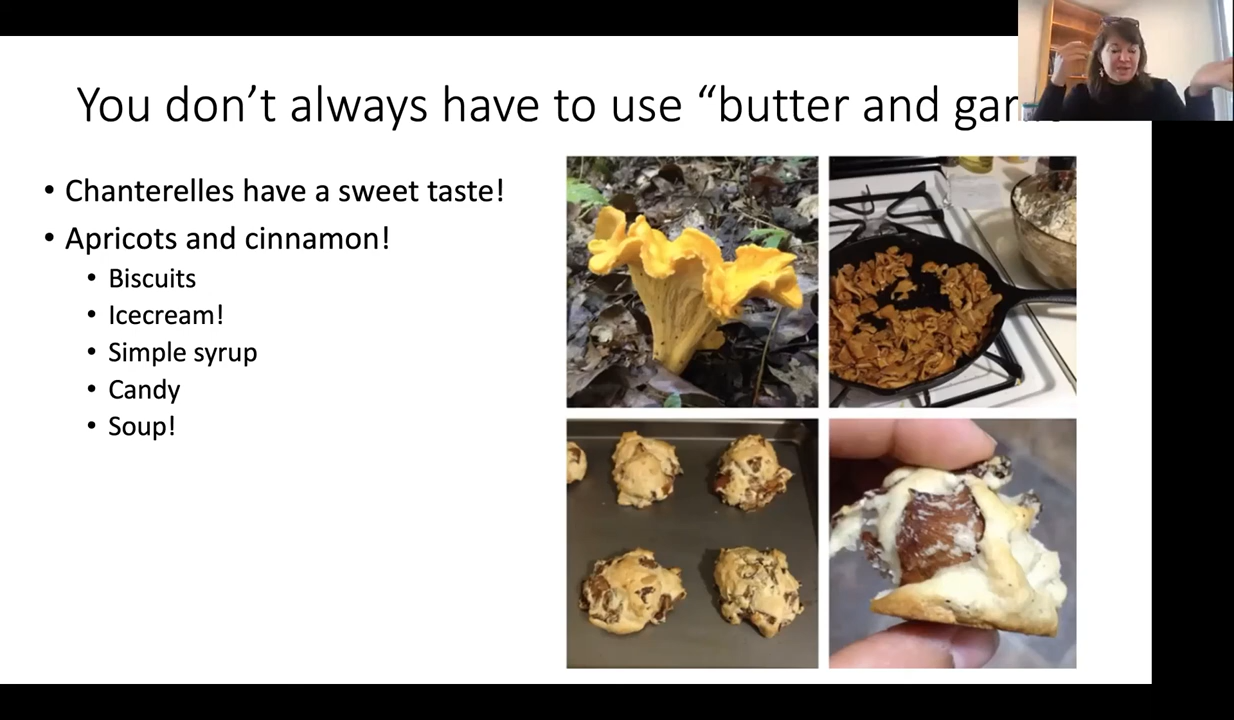 You don't always have to use “butter and
• Chanterelles have a sweet taste!
• Apricots and cinnamon!
• Biscuits
• Icecream!
• Simple syrup
• Candy
• Soup!